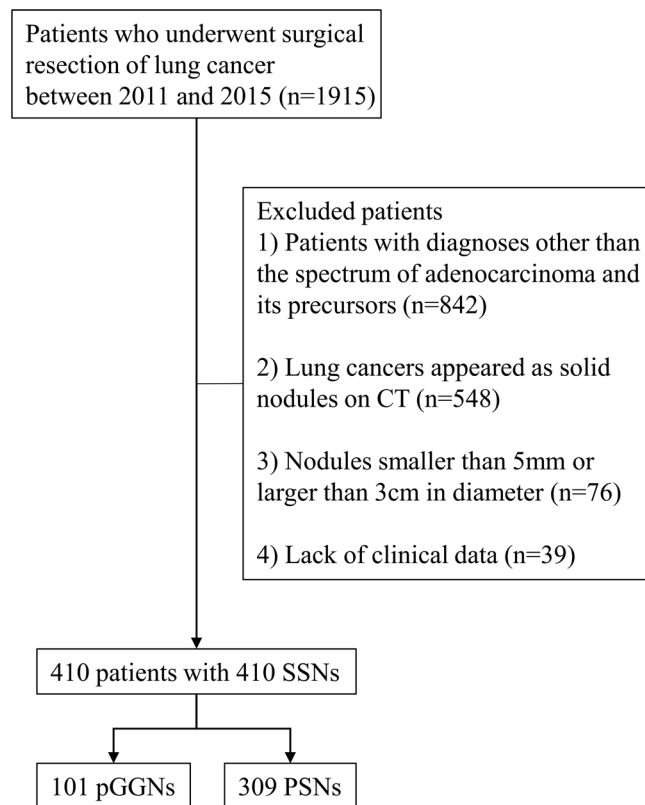 Patients who underwent surgical
resection of lung cancer
between 2011 and 2015 (n=1915)
Excluded patients
1) Patients with diagnoses other than
the spectrum of adenocarcinoma and
its precursors (n=842)
2) Lung cancers appeared as solid
nodules on CT (n=548)
3) Nodules smaller than 5mm or
larger than 3cm in diameter (n=76)
4) Lack of clinical data (n=39)
410 patients with 410 SSNs
101 pGGNs
309 PSNs